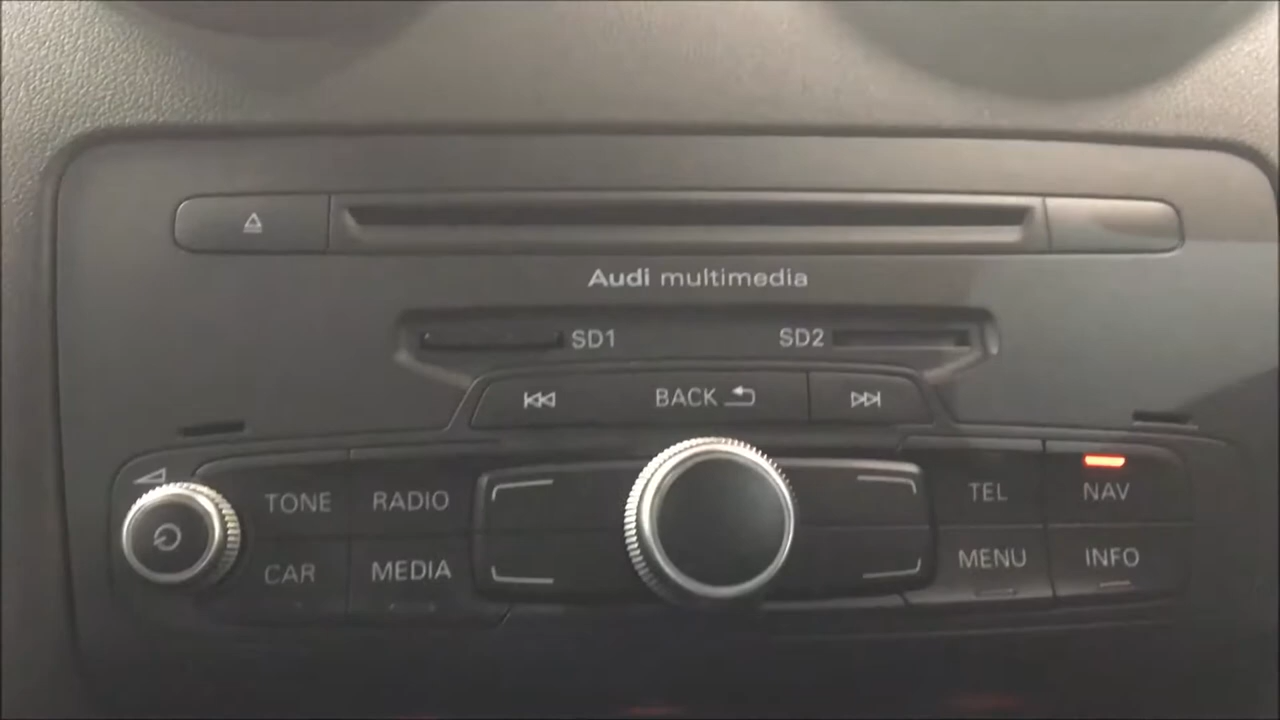 Audi multimedia
SD1 SD2
BACK
TONE RADIO TEL NAV
CAR MEDIA MENU INFO